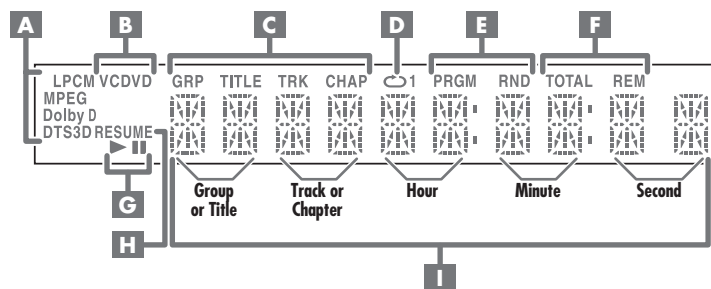 A B C D E F
LPCM VCDVD GRP TITLE TRK CHAP 1 PRGM RND TOTAL REM
MPEG
Dolby D
DTS3D RESUME
Group or Title
Track or Chapter
Hour
Minute
Second
G
H
I